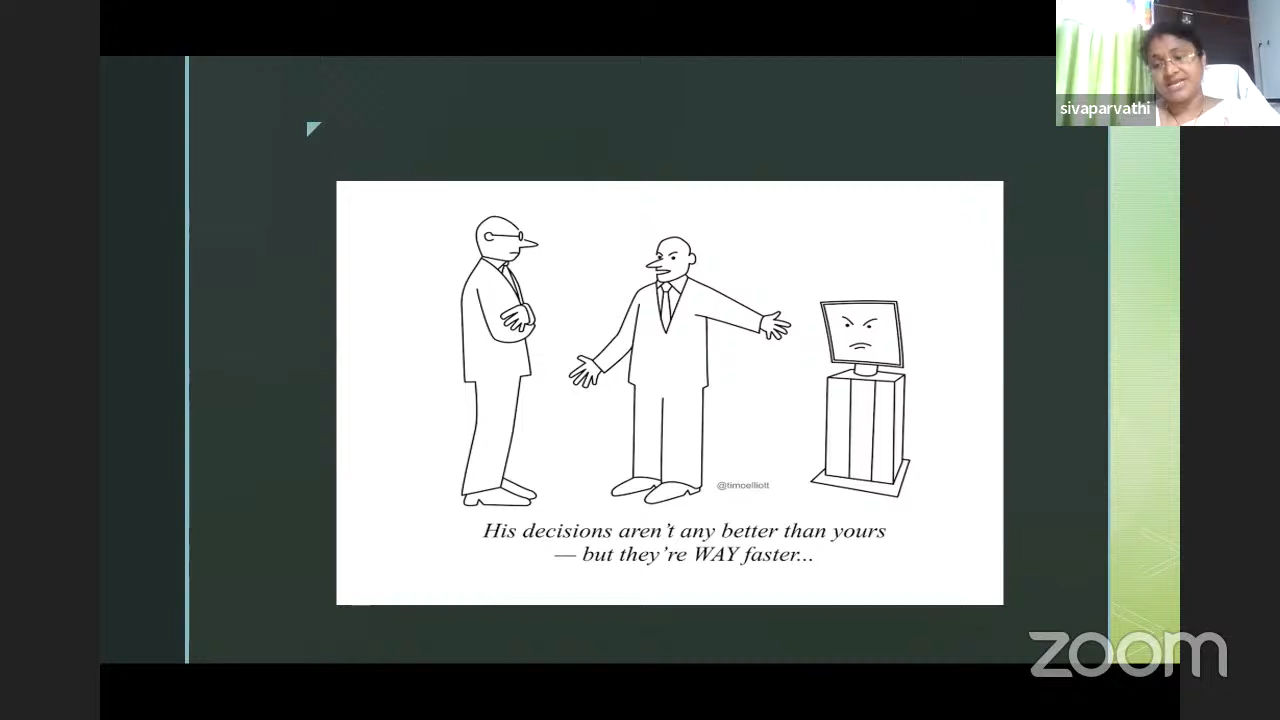 sivaparvathi
@timoelliott
His decisions aren't any better than yours
— but they're WAY faster...
zoom